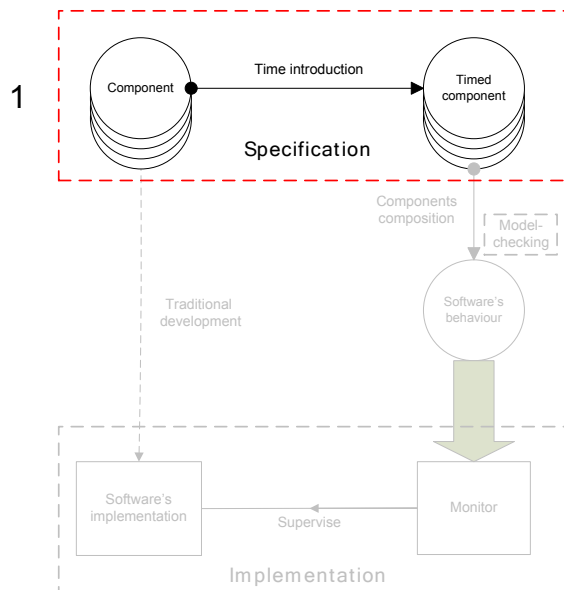 1
Component
Time introduction
Timed
component
Specification
Components
composition
Model-
checking
Traditional
development
Software's
behaviour
Software's
implementation
Supervise
Monitor
Implementation